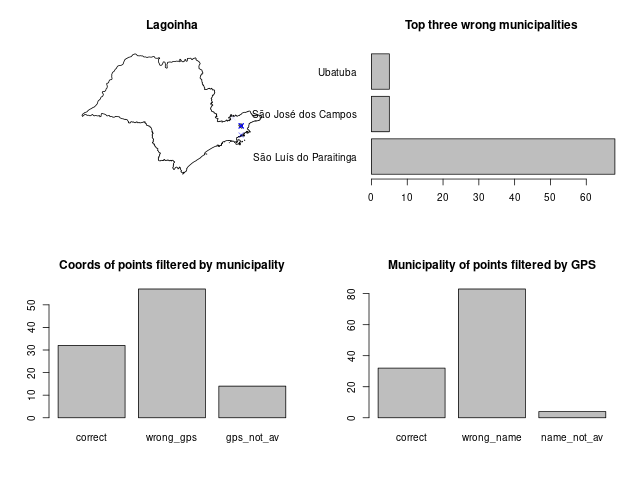 Lagoinha
Top three wrong municipalities
Ubatuba
São José dos Campos
São Luís do Paraitinga
0 10 20 30 40 50 60
Coords of points filtered by municipality
0 10 20 30 40 50
correct wrong_gps gps_not_av
Municipality of points filtered by GPS
0 20 40 60 80
correct wrong_name name_not_av